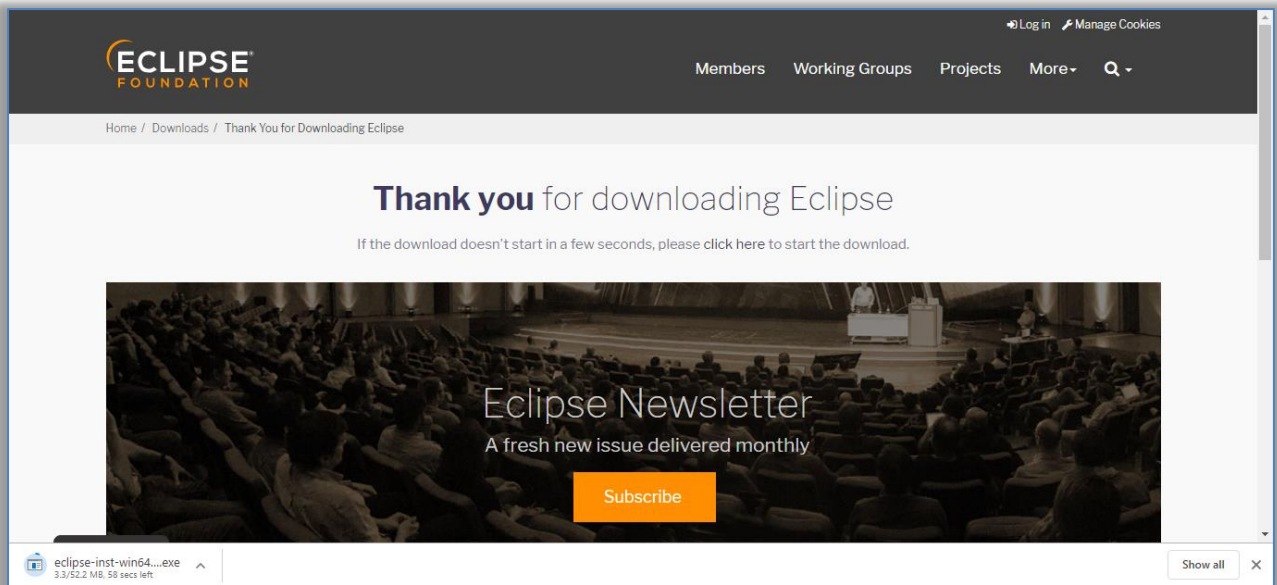 Log in Manage Cookies
ECLIPSE®
FOUNDATION
Members Working Groups Projects More
Home / Downloads / Thank You for Downloading Eclipse
Thank you for downloading Eclipse
If the download doesn't start in a few seconds, please click here to start the download.
Eclipse Newsletter
A fresh new issue delivered monthly
Subscribe
eclipse-inst-win64....exe
3.3/52.2 MB, 58 secs left
Show all